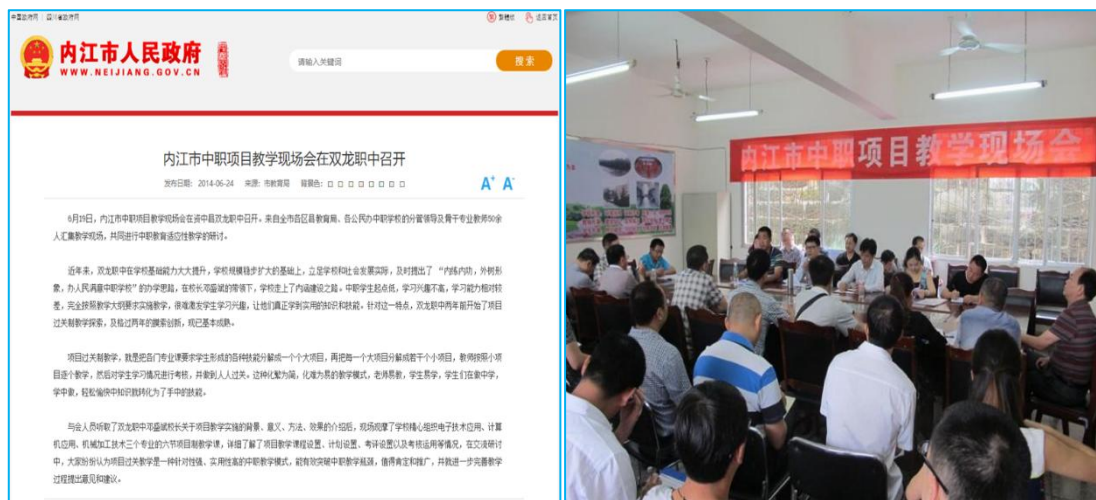 中国政府网 | 四川省政府网
繁體版
返回首页
内江市人民政府
WWW.NEIJIANG.GOV.CN
请输入关键词
搜索
内江市中职项目教学现场会在双龙职中召开
发布日期：2014-06-24 来源：市教育局 背景色：
A+ A-
6月19日，内江市中职项目教学现场会在资中县双龙职中召开。来自全市各区县教育局、各公民办中职学校的分管领导及骨干专业教师50余
人汇集教学现场，共同进行中职教育适应性教学的研讨。
近年来，双龙职中在学校基础能力大大提升，学校规模稳步扩大的基础上，立足学校和社会发展实际，及时提出了 “内练内功，外树形
象，办人民满意中职学校”的办学思路，在校长邓盛斌的带领下，学校走上了内涵建设之路。中职学生起点低，学习兴趣不高，学习能力相对较
差，完全按照教学大纲要求实施教学，很难激发学生学习兴趣，让他们真正学到实用的知识和技能，针对这一特点，双龙职中两年前开始了项目
过关制教学探索，及格过两年的摸索创新，现已基本成熟。
项目过关制教学，就是把各门专业课要求学生形成的各种技能分解成一个个大项目，再把每一个大项目分解成若干个小项目，教师按照小项
目逐个教学，然后对学生学习情况进行考核，并做到人人过关。这种化繁为简，化难为易的教学模式，老师易教，学生易学，学生们在做中学，
学中做，轻松愉快中知识就转化为了手中的技能。
与会人员听取了双龙职中邓盛斌校长关于项目教学实施的背景、意义、方法、效果的介绍后，现场观摩了学校精心组织电子技术应用、计算
机应用、机械加工技术三个专业的六节项目制教学课，详细了解了项目教学课程设置、计划设置、考评设置以及考核运用等情况，在交流研讨
中，大家纷纷认为项目过关教学是一种针对性强、实用性高的中职教学模式，能有效突破中职教学瓶颈，值得肯定和推广，并就进一步完善教学
过程提出意见和建议。
内江市中职项目教学现场会